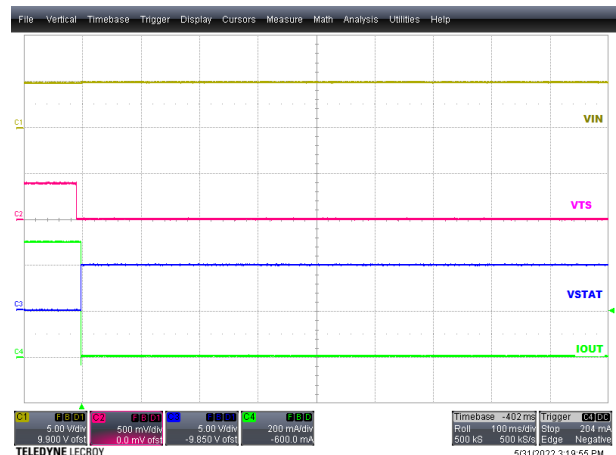 File Vertical Timebase Trigger Display Cursors Measure Math Analysis Utilities Help
C1
VIN
C2
VTS
C3
VSTAT
C4
IOUT
C1 F B D1 C2 F B D1 C4 F B D Timebase -402 ms Trigger C4 DC
5.00 V/div 500 mV/div 5.00 V/div 200 mA/div Roll 100 ms/div Stop 204 mA
9.900 V ofst 0.0 mV ofst -9.850 V ofst -600.0 mA 500 kS 500 kS/s Edge Negative
TELEDYNE LECROY 5/31/2022 3:19:55 PM